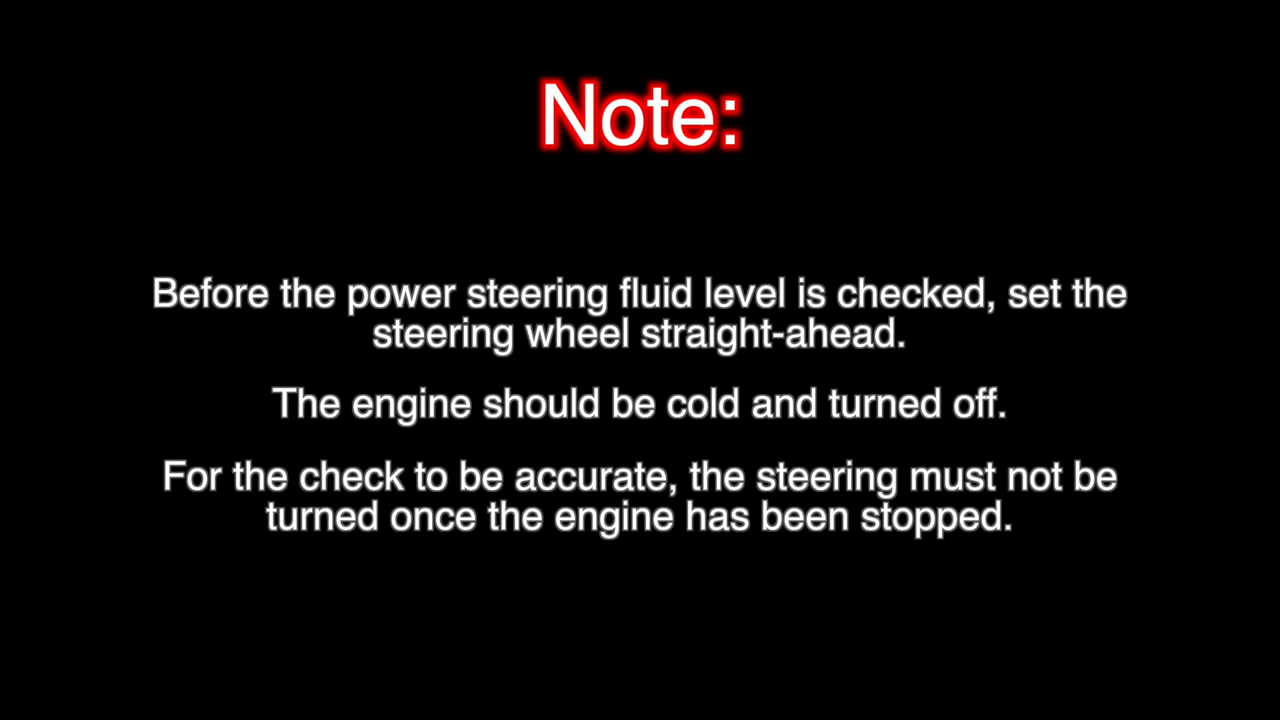 Note:
Before the power steering fluid level is checked, set the
steering wheel straight-ahead.
The engine should be cold and turned off.
For the check to be accurate, the steering must not be
turned once the engine has been stopped.